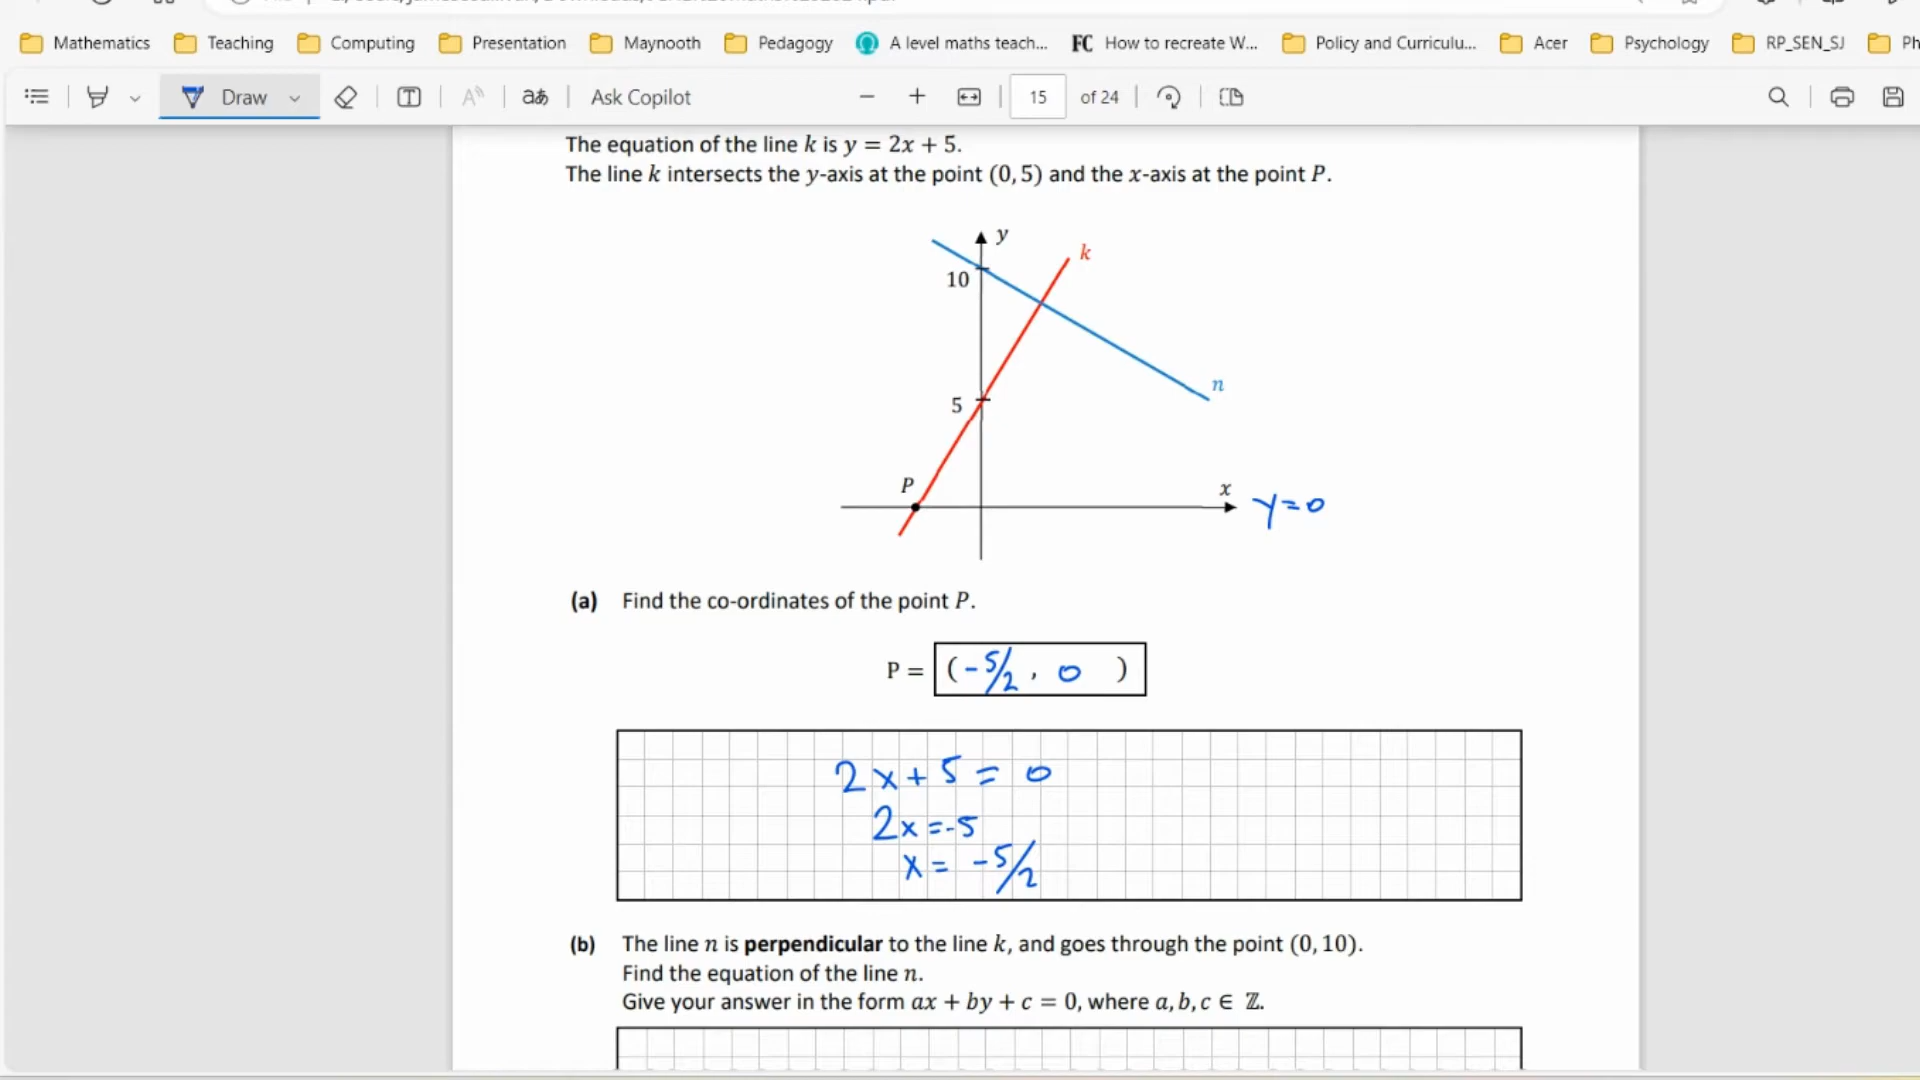 Mathematics Teaching Computing Presentation Maynooth Pedagogy A level maths teach... FC How to recreate W... Policy and Curriculu... Acer Psychology RP_SEN_SJ Ph
Draw T aあ Ask Copilot 15 of 24
The equation of the line k is y = 2x + 5.
The line k intersects the y-axis at the point (0, 5) and the x-axis at the point P.
y
k
10
n
5
P
x y=0
(a) Find the co-ordinates of the point P.
P = (-5/2, 0 )
2x+5 = 0
2x=-5
x= -5/2
(b) The line n is perpendicular to the line k, and goes through the point (0, 10).
Find the equation of the line n.
Give your answer in the form ax + by + c = 0, where a, b, c ∈ ℤ.